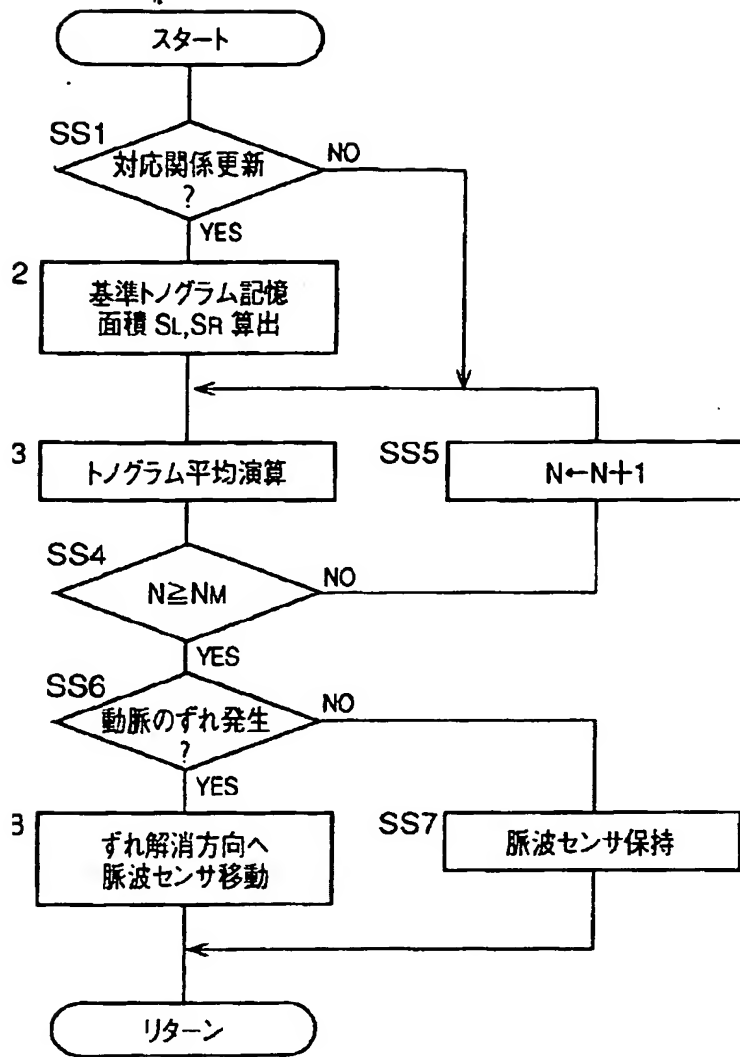 スタート
SS1
対応関係更新
?
NO
YES
2
基準トノグラム記憶
面積 SL,SR 算出
3
トノグラム平均演算
SS5
N←N+1
SS4
N≧NM
NO
YES
SS6
動脈のずれ発生
?
NO
YES
3
ずれ解消方向へ
脈波センサ移動
SS7
脈波センサ保持
リターン